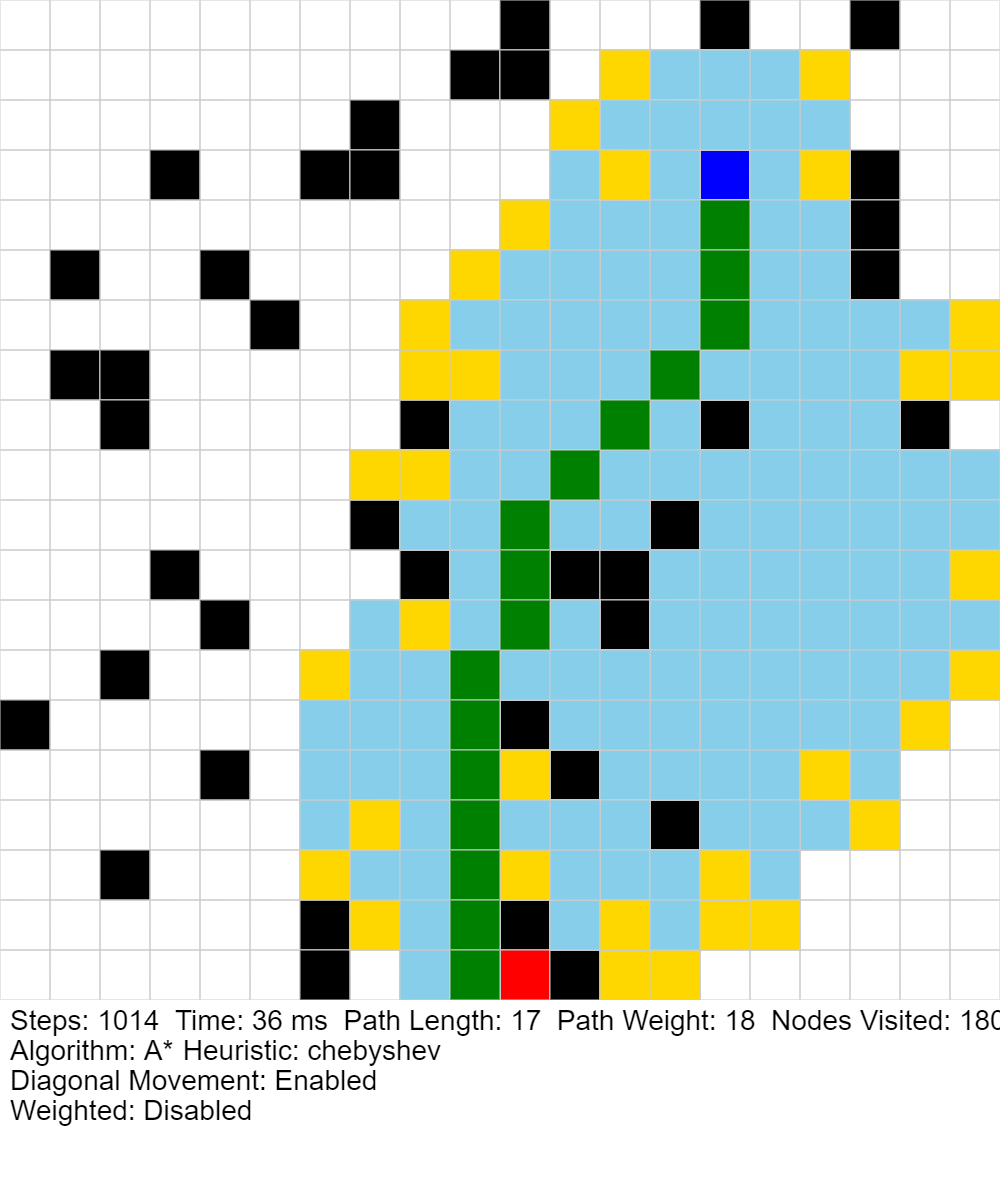 Steps: 1014  Time: 36 ms  Path Length: 17  Path Weight: 18  Nodes Visited: 180
Algorithm: A* Heuristic: chebyshev
Diagonal Movement: Enabled
Weighted: Disabled